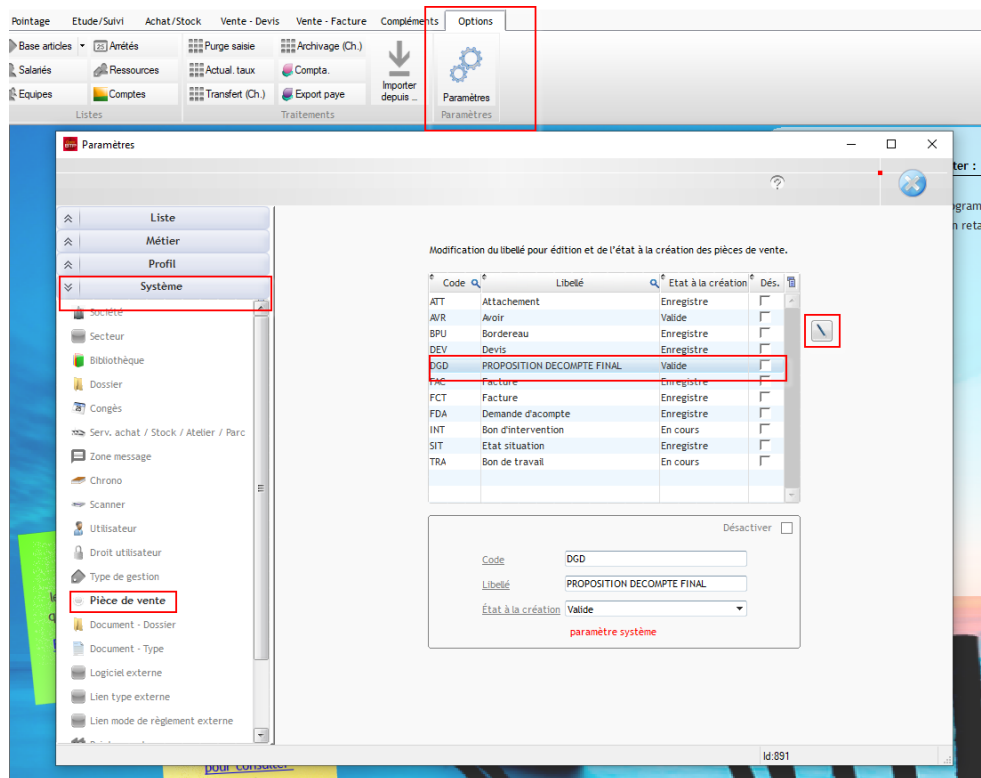 Pointage Etude/Suivi Achat/Stock Vente - Devis Vente - Facture Compléments Options
Base articles Arrétés Purge saisie Archivage (Ch.)
Salariés Ressources Actual. taux Compta.
Equipes Comptes Transfert (Ch.) Export paye
Importer
depuis ...
Paramètres
Listes Traitements Paramètres
Paramètres
ter :
Liste
Métier
Profil
Système
Société
Secteur
Bibliothèque
Dossier
Congès
Serv. achat / Stock / Atelier / Parc
Zone message
Chrono
Scanner
Utilisateur
Droit utilisateur
Type de gestion
Pièce de vente
Document - Dossier
Document - Type
Logiciel externe
Lien type externe
Lien mode de règlement externe
Modification du libellé pour édition et de l'état à la création des pièces de vente.
Code Libellé Etat à la création Dés.
ATT Attachement Enregistre
AVR Avoir Valide
BPU Bordereau Enregistre
DEV Devis Enregistre
DGD PROPOSITION DECOMPTE FINAL Valide
FAC Facture Enregistre
FCT Facture Enregistre
FDA Demande d'acompte Enregistre
INT Bon d'intervention En cours
SIT Etat situation Enregistre
TRA Bon de travail En cours
Désactiver
Code DGD
Libellé PROPOSITION DECOMPTE FINAL
État à la création Valide
paramètre système
Id:891
pour consulter